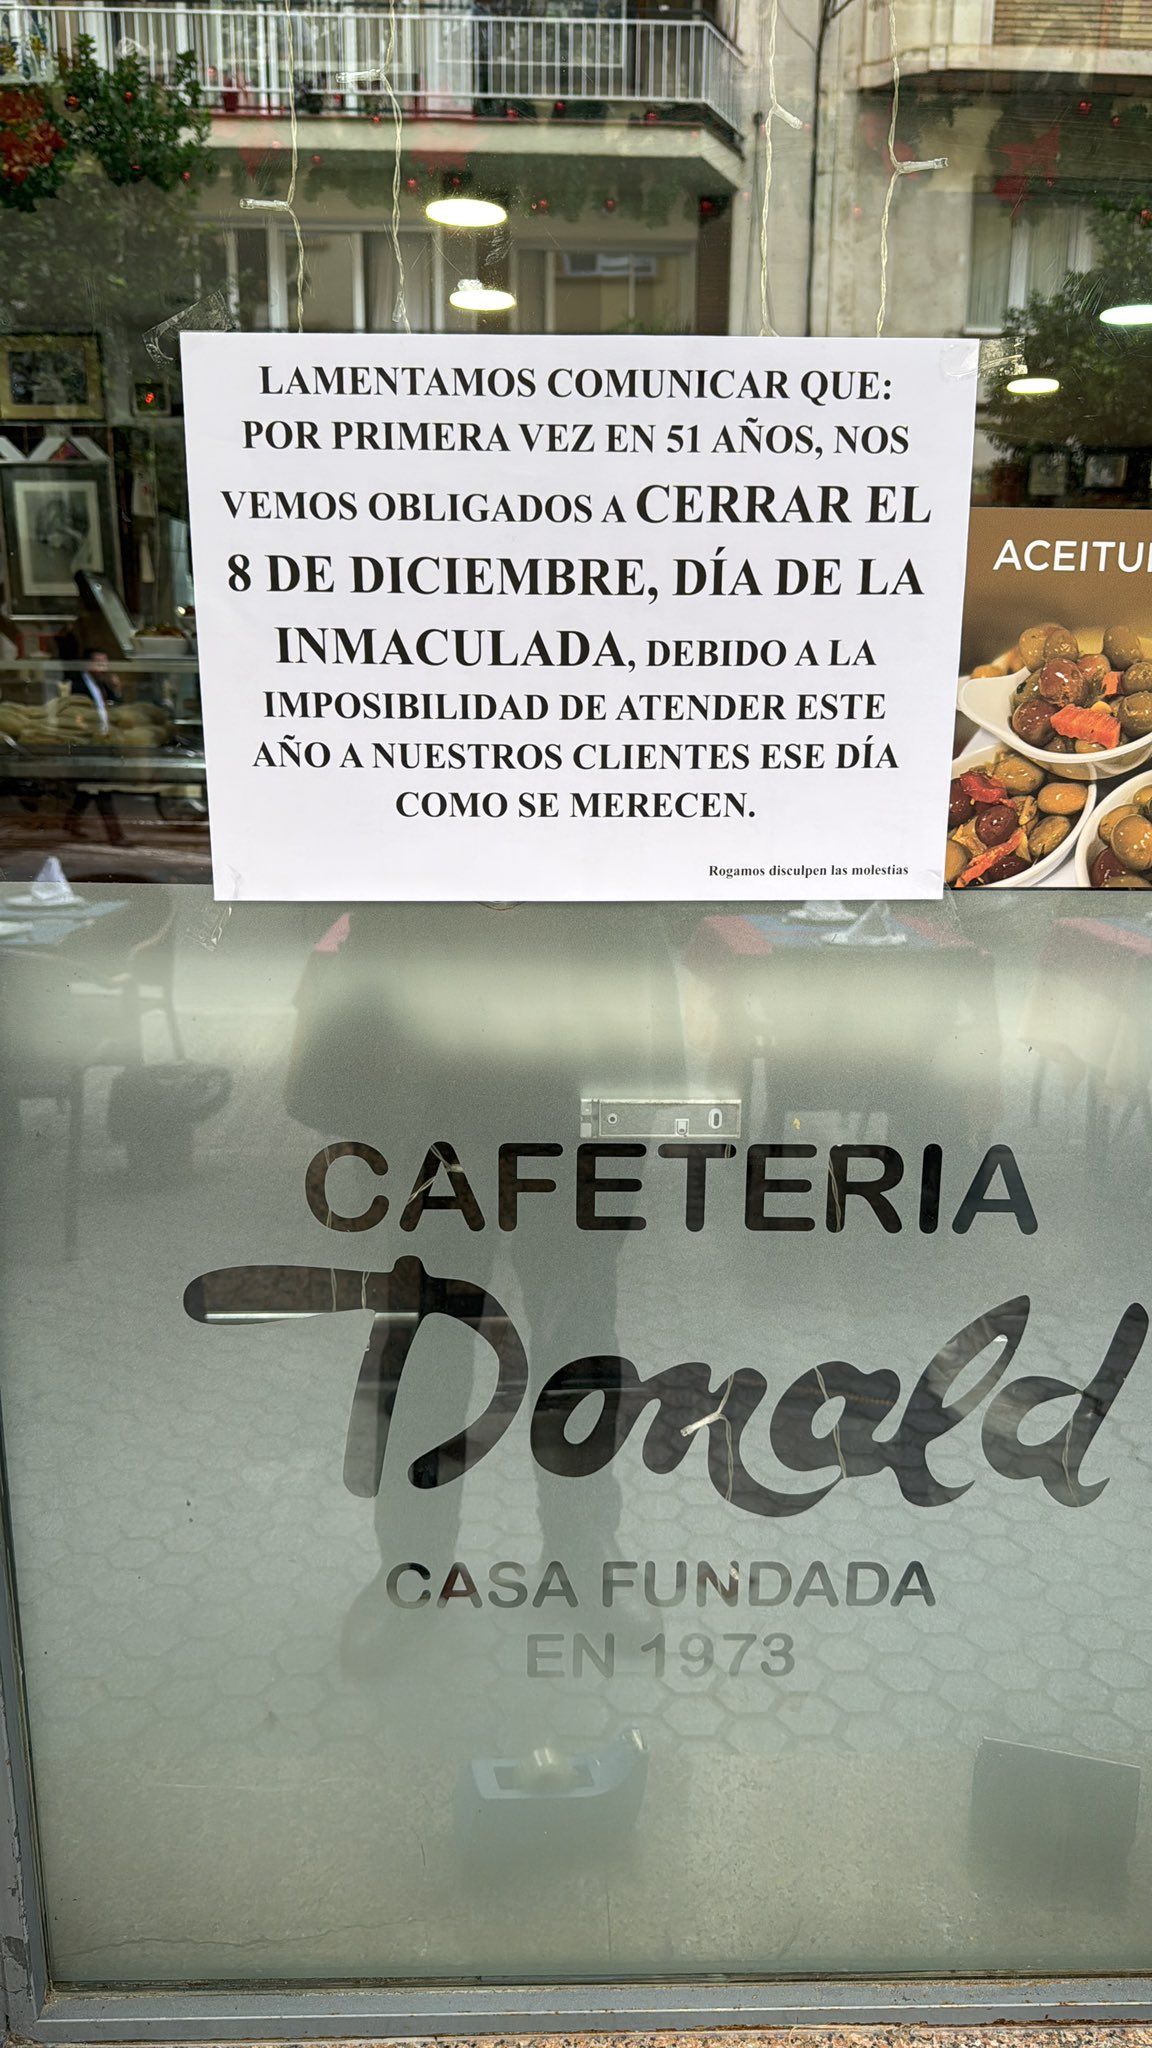 LAMENTAMOS COMUNICAR QUE:
POR PRIMERA VEZ EN 51 AÑOS, NOS
VEMOS OBLIGADOS A CERRAR EL
8 DE DICIEMBRE, DÍA DE LA
INMACULADA, DEBIDO A LA
IMPOSIBILIDAD DE ATENDER ESTE
AÑO A NUESTROS CLIENTES ESE DÍA
COMO SE MERECEN.
Rogamos disculpen las molestias
CAFETERIA
Donald
CASA FUNDADA
EN 1973